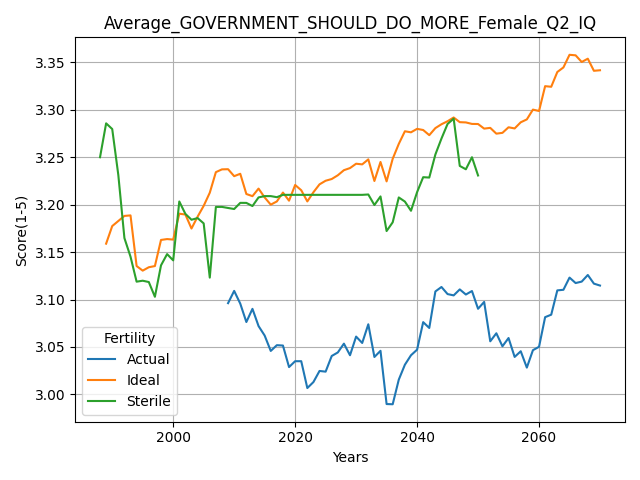 Average_GOVERNMENT_SHOULD_DO_MORE_Female_Q2_IQ
3.35
3.30
3.25
3.20
3.15
3.10
3.05
3.00
Score(1-5)
Fertility
Actual
Ideal
Sterile
2000
2020
2040
2060
Years